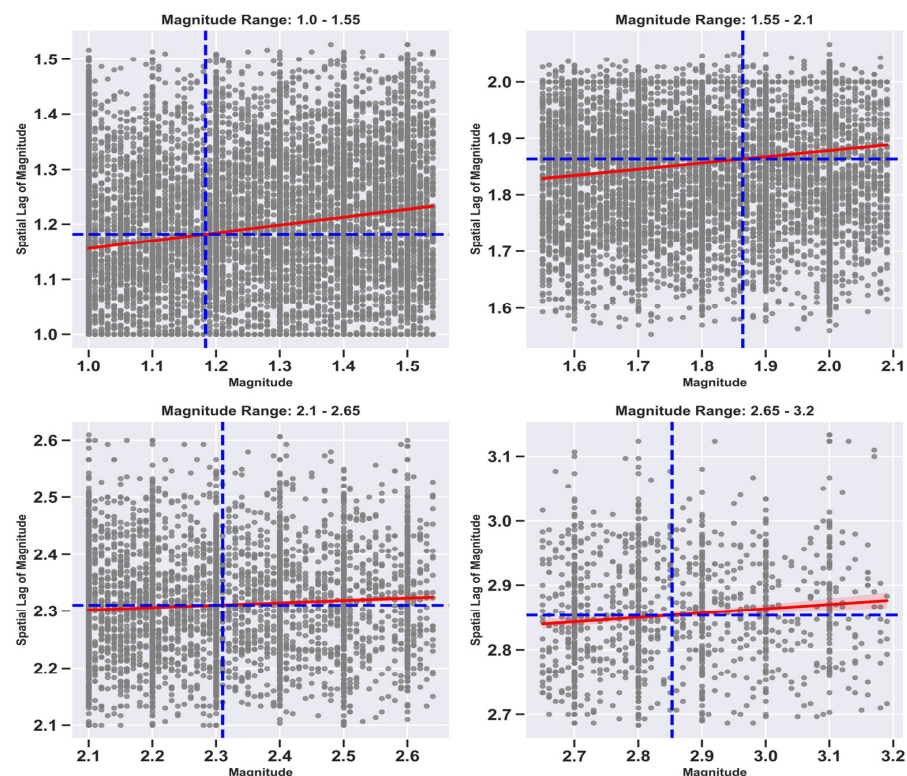 Magnitude Range: 1.0 - 1.55
Spatial Lag of Magnitude
1.5
1.4
1.3
1.2
1.1
1.0
1.0 1.1 1.2 1.3 1.4 1.5
Magnitude
Magnitude Range: 1.55 - 2.1
Spatial Lag of Magnitude
2.0
1.9
1.8
1.7
1.6
1.6 1.7 1.8 1.9 2.0 2.1
Magnitude
Magnitude Range: 2.1 - 2.65
Spatial Lag of Magnitude
2.6
2.5
2.4
2.3
2.2
2.1
2.1 2.2 2.3 2.4 2.5 2.6
Magnitude
Magnitude Range: 2.65 - 3.2
Spatial Lag of Magnitude
3.1
3.0
2.9
2.8
2.7
2.7 2.8 2.9 3.0 3.1 3.2
Magnitude